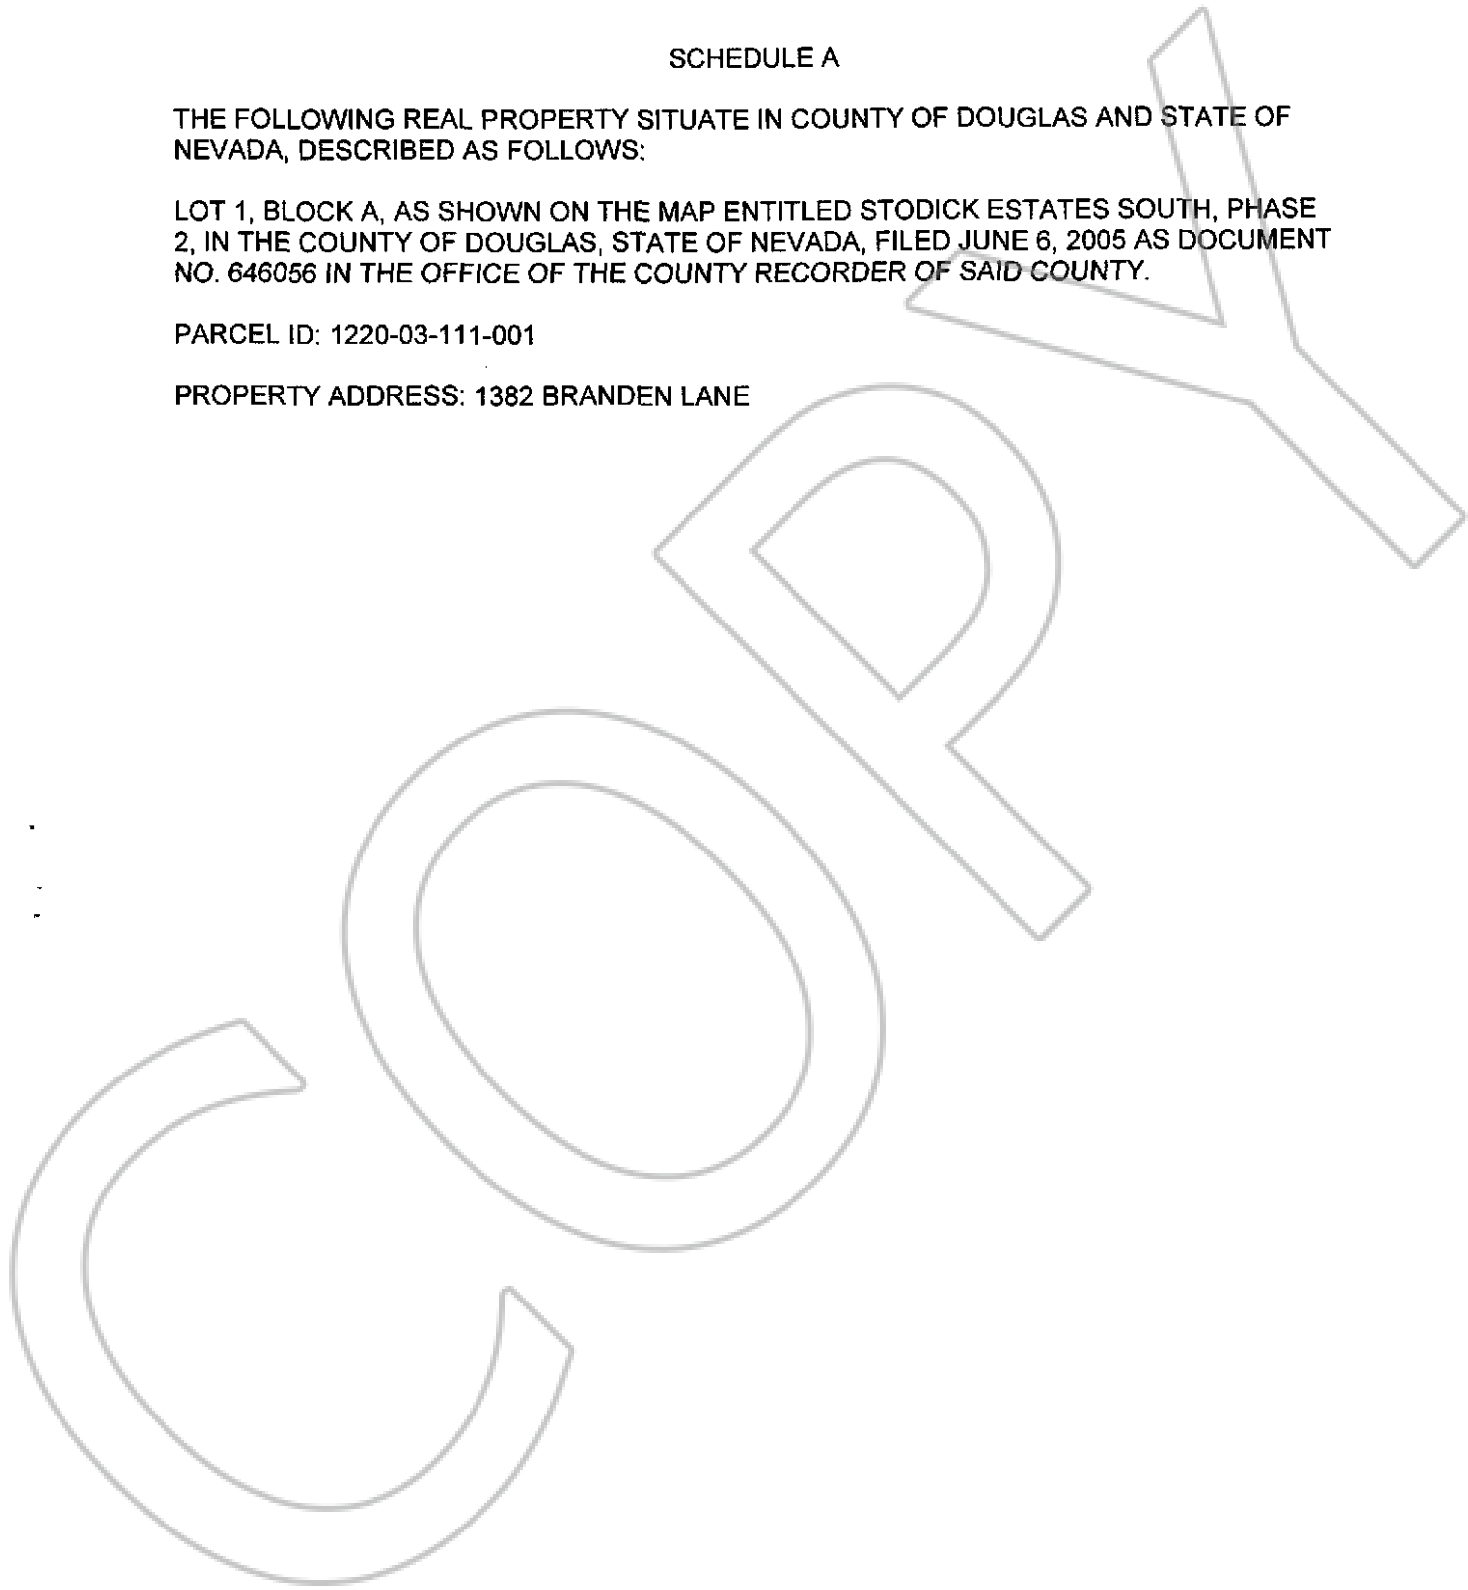 SCHEDULE A
THE FOLLOWING REAL PROPERTY SITUATE IN COUNTY OF DOUGLAS AND STATE OF
NEVADA, DESCRIBED AS FOLLOWS:
LOT 1, BLOCK A, AS SHOWN ON THE MAP ENTITLED STODICK ESTATES SOUTH, PHASE
2, IN THE COUNTY OF DOUGLAS, STATE OF NEVADA, FILED JUNE 6, 2005 AS DOCUMENT
NO. 646056 IN THE OFFICE OF THE COUNTY RECORDER OF SAID COUNTY.
PARCEL ID: 1220-03-111-001
PROPERTY ADDRESS: 1382 BRANDEN LANE
COPY